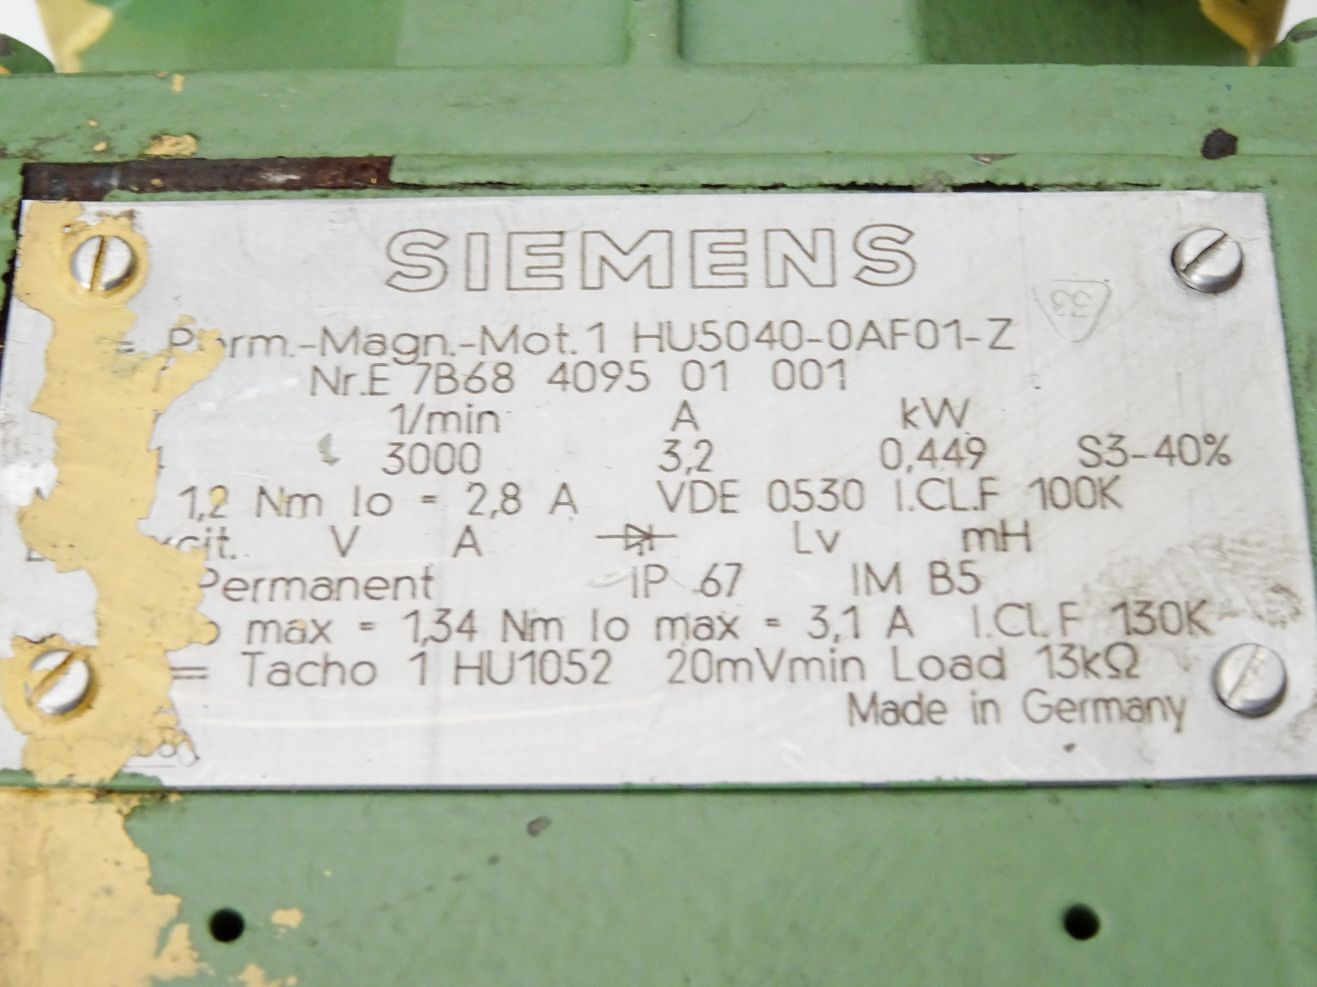 SIEMENS
= Perm.-Magn.-Mot. 1 HU5040-0AF01-Z
Nr.E 7B68 4095 01 001
1/min A kW
3000 3,2 0,449 S3-40%
1,2 Nm Io = 2,8 A VDE 0530 I.CL.F 100K
V A Lv mH
Permanent IP 67 IM B5
max = 1,34 Nm Io max = 3,1 A I.CL.F 130K
= Tacho 1 HU1052 20mVmin Load 13kΩ
Made in Germany